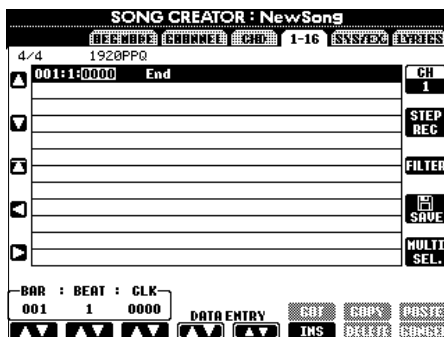 SONG CREATOR : NewSong
REC MODE CHANNEL CHD 1-16 SYS/EX. LYRICS
4/4 1920PPQ
001:1:0000 End
CH
1
STEP
REC
FILTER
SAVE
MULTI
SEL.
BAR : BEAT : CLK
001 1 0000
DATA ENTRY
CUT COPY PASTE
INS DELETE CANCEL